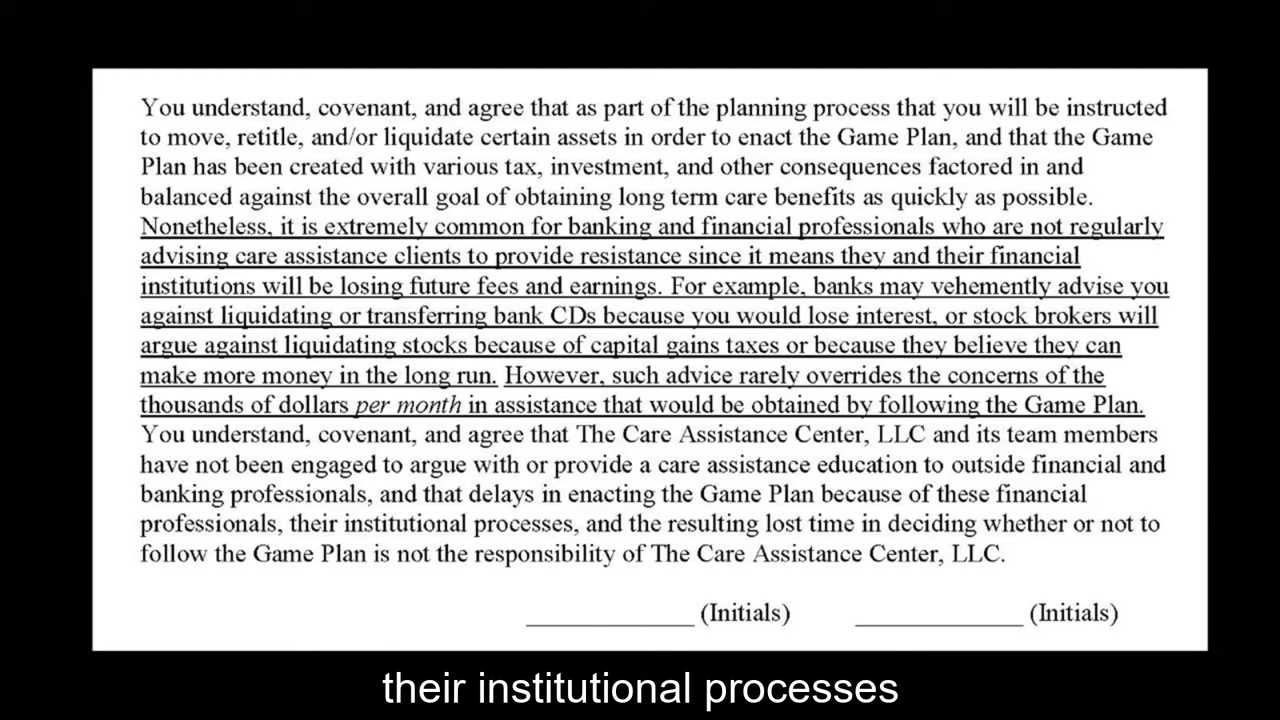 You understand, covenant, and agree that as part of the planning process that you will be instructed
to move, retitle, and/or liquidate certain assets in order to enact the Game Plan, and that the Game
Plan has been created with various tax, investment, and other consequences factored in and
balanced against the overall goal of obtaining long term care benefits as quickly as possible.
Nonetheless, it is extremely common for banking and financial professionals who are not regularly
advising care assistance clients to provide resistance since it means they and their financial
institutions will be losing future fees and earnings. For example, banks may vehemently advise you
against liquidating or transferring bank CDs because you would lose interest, or stock brokers will
argue against liquidating stocks because of capital gains taxes or because they believe they can
make more money in the long run. However, such advice rarely overrides the concerns of the
thousands of dollars per month in assistance that would be obtained by following the Game Plan.
You understand, covenant, and agree that The Care Assistance Center, LLC and its team members
have not been engaged to argue with or provide a care assistance education to outside financial and
banking professionals, and that delays in enacting the Game Plan because of these financial
professionals, their institutional processes, and the resulting lost time in deciding whether or not to
follow the Game Plan is not the responsibility of The Care Assistance Center, LLC.
______________ (Initials) ______________ (Initials)
their institutional processes